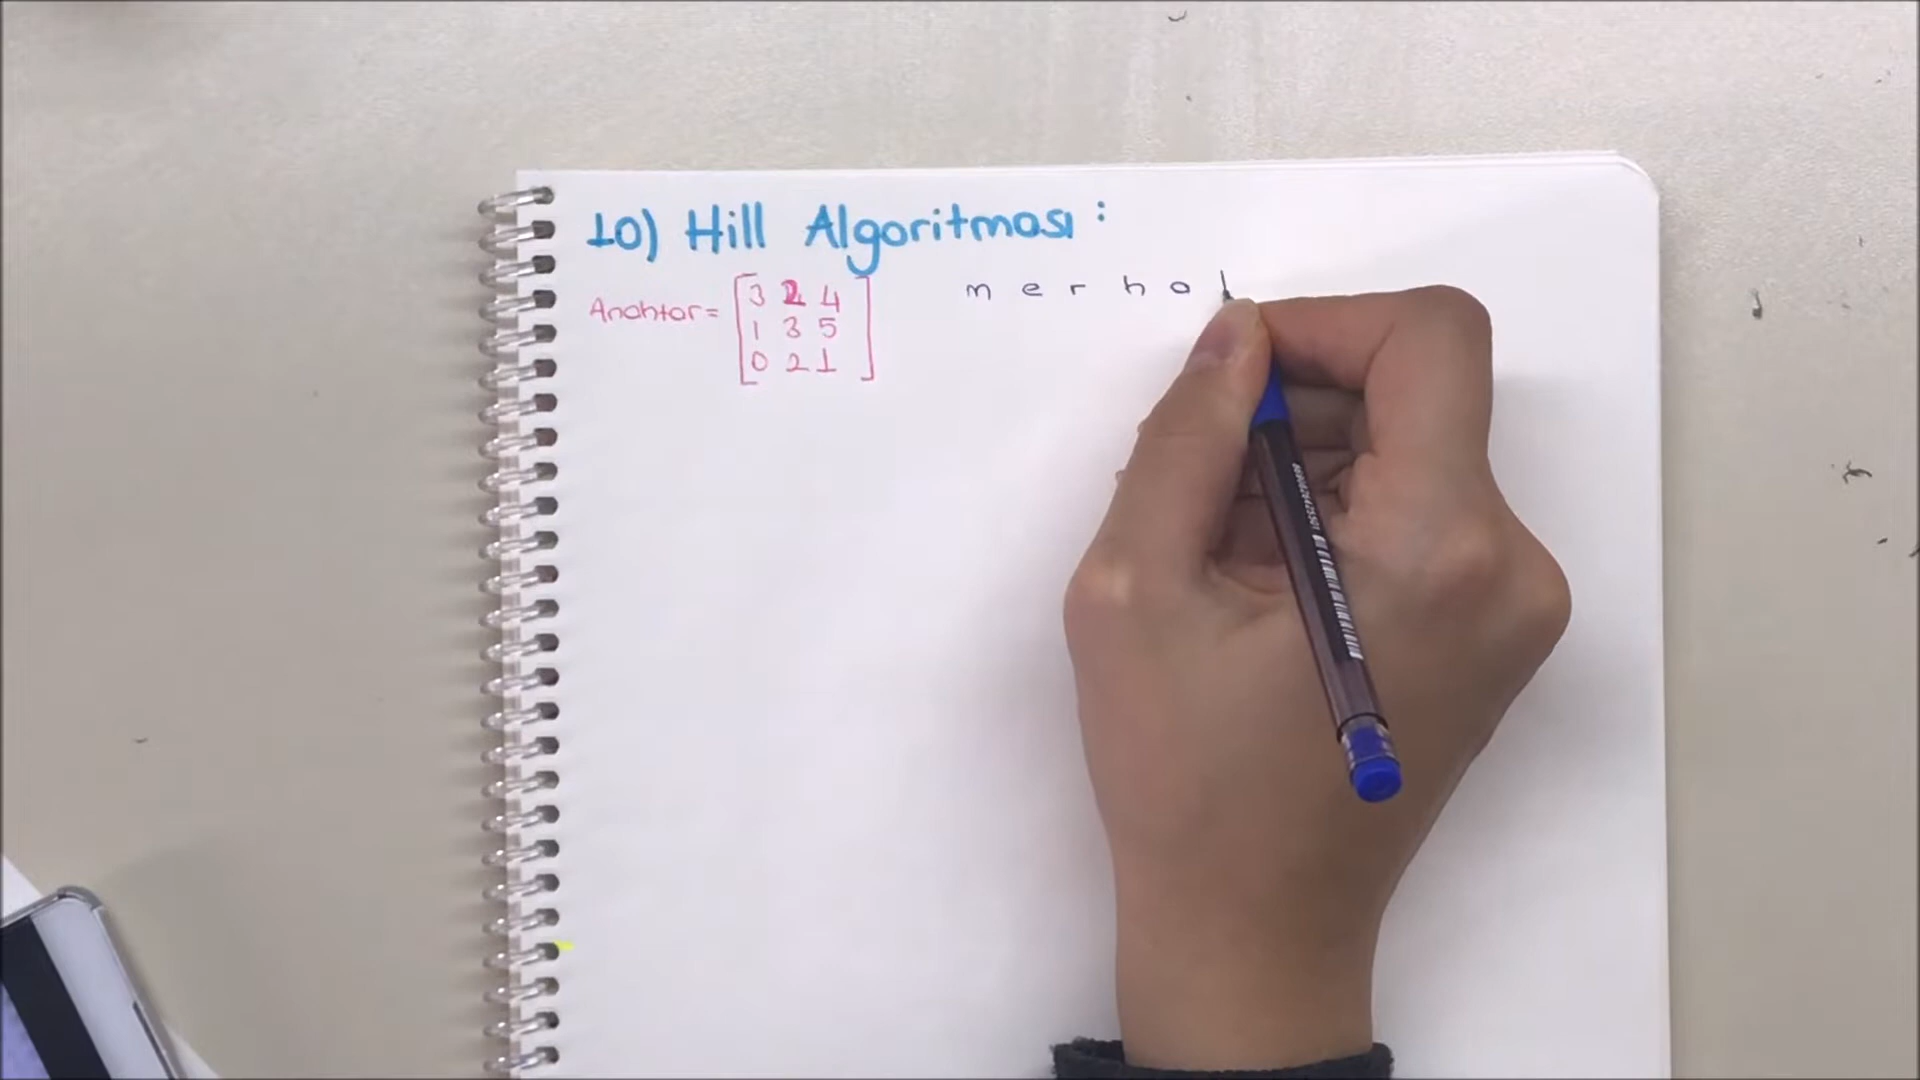 10) Hill Algoritması:
Anahtar = [3 2 4
1 3 5
0 2 1]
m e r h a